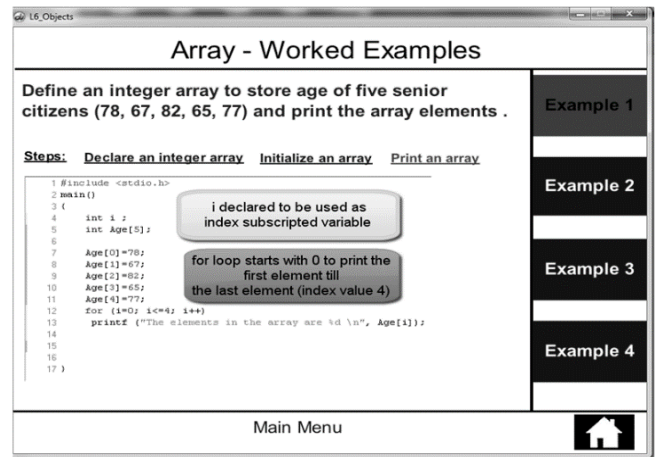 L6_Objects
Array - Worked Examples
Define an integer array to store age of five senior
citizens (78, 67, 82, 65, 77) and print the array elements .
Steps: Declare an integer array Initialize an array Print an array
1 #include <stdio.h>
2 main()
3 {
4 int i ;
5 int Age[5];
6
7 Age[0]=78;
8 Age[1]=67;
9 Age[2]=82;
10 Age[3]=65;
11 Age[4]=77;
12 for (i=0; i<=4; i++)
13 printf ("The elements in the array are %d \n", Age[i]);
14
15
16
17 }
i declared to be used as
index subscripted variable
for loop starts with 0 to print the
first element till
the last element (index value 4)
Example 1
Example 2
Example 3
Example 4
Main Menu